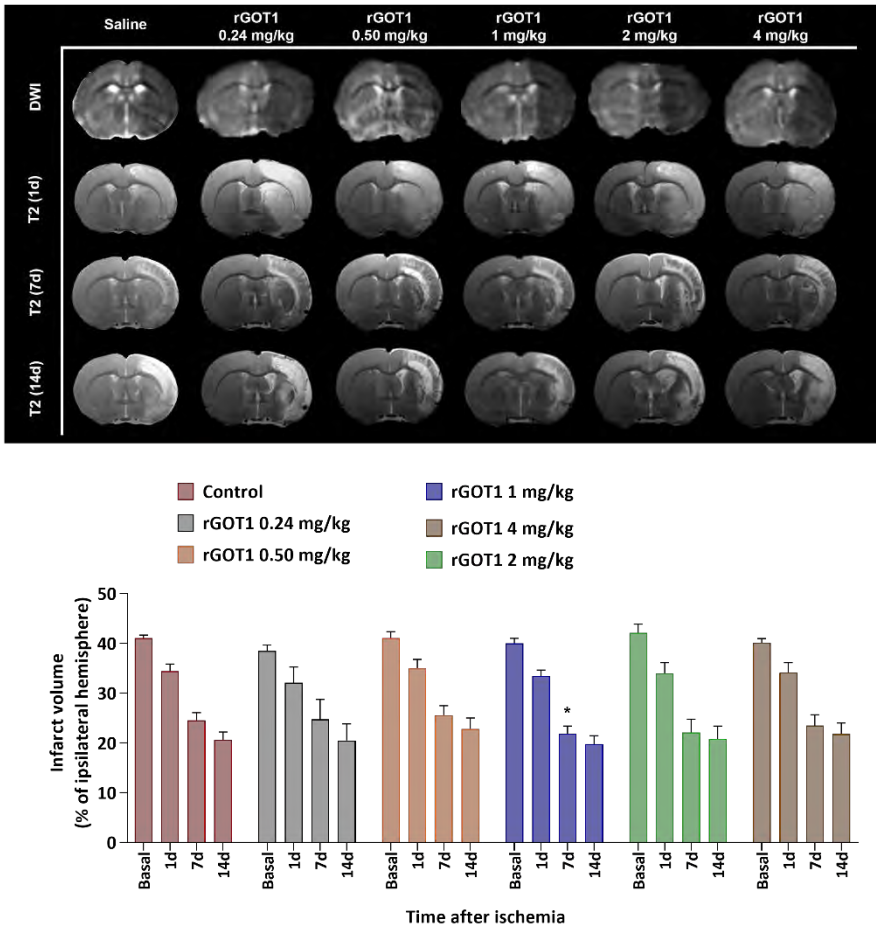 Saline
rGOT1
0.24 mg/kg
rGOT1
0.50 mg/kg
rGOT1
1 mg/kg
rGOT1
2 mg/kg
rGOT1
4 mg/kg
DWI
T2 (1d)
T2 (7d)
T2 (14d)
Control
rGOT1 0.24 mg/kg
rGOT1 0.50 mg/kg
rGOT1 1 mg/kg
rGOT1 4 mg/kg
rGOT1 2 mg/kg
Infarct volume
(% of ipsilateral hemisphere)
50
40
30
20
10
0
*
Basal 1d 7d 14d Basal 1d 7d 14d Basal 1d 7d 14d Basal 1d 7d 14d Basal 1d 7d 14d Basal 1d 7d 14d
Time after ischemia